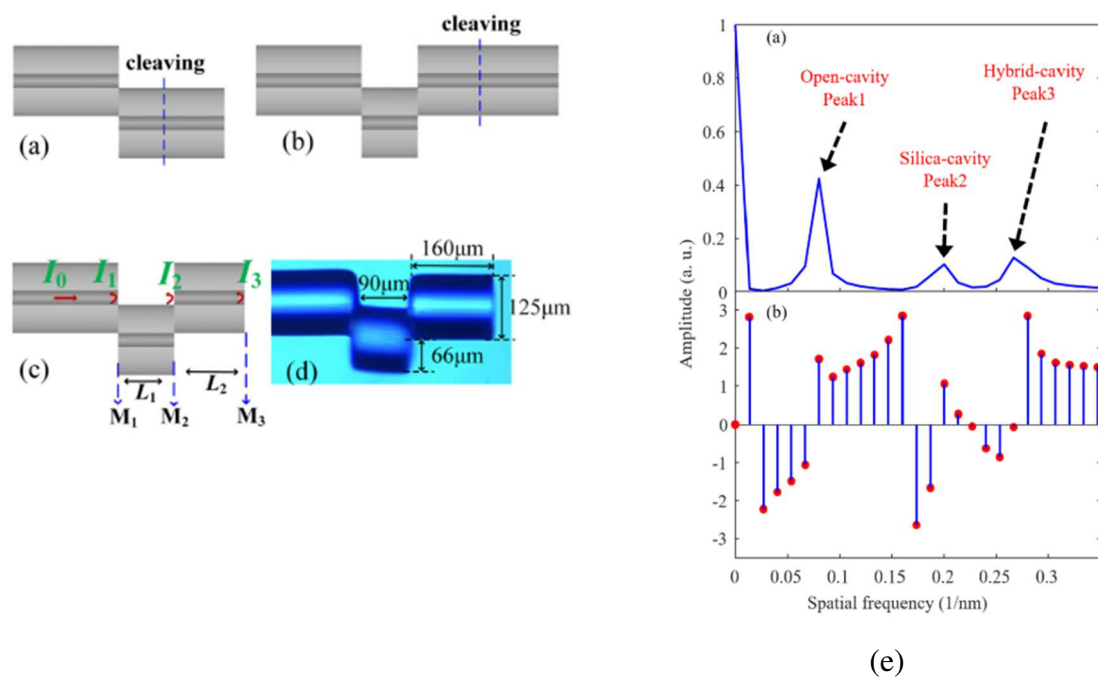 cleaving
(a)
cleaving
(b)
I0 I1 I2 I3
(c)
L1
L2
M1
M2
M3
160μm
90μm
125μm
66μm
(d)
(a)
Open-cavity
Peak1
Silica-cavity
Peak2
Hybrid-cavity
Peak3
1
0.8
0.6
0.4
0.2
0
Amplitude (a. u.)
(b)
3
2
1
0
-1
-2
-3
0 0.05 0.1 0.15 0.2 0.25 0.3
Spatial frequency (1/nm)
(e)